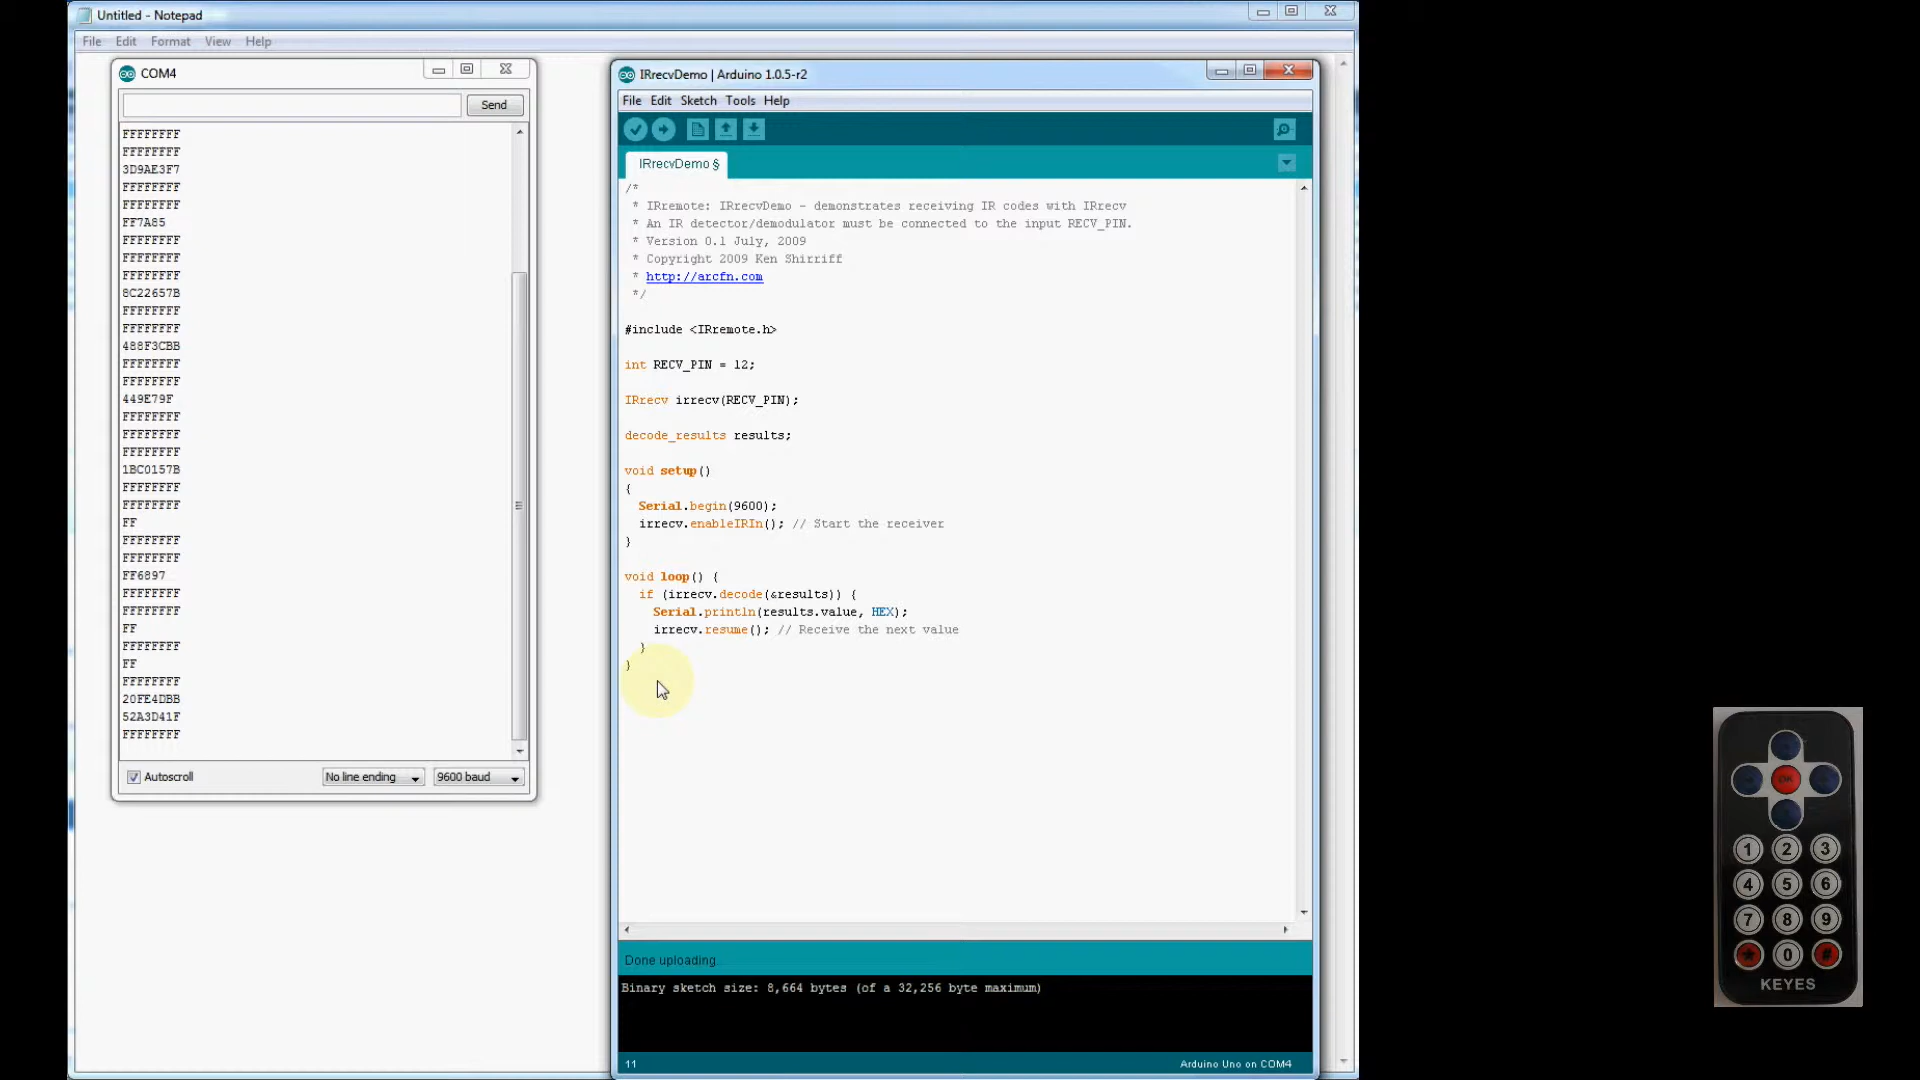 Untitled - Notepad
File Edit Format View Help
COM4
Send
FFFFFFFF
FFFFFFFF
3D9AE3F7
FFFFFFFF
FFFFFFFF
FF7A85
FFFFFFFF
FFFFFFFF
FFFFFFFF
8C22657B
FFFFFFFF
FFFFFFFF
488F3CBB
FFFFFFFF
FFFFFFFF
449E79F
FFFFFFFF
FFFFFFFF
FFFFFFFF
1BC0157B
FFFFFFFF
FFFFFFFF
FF
FFFFFFFF
FFFFFFFF
FF6897
FFFFFFFF
FFFFFFFF
FF
FFFFFFFF
FF
FFFFFFFF
20FE4DBB
52A3D41F
FFFFFFFF
Autoscroll No line ending 9600 baud
IRrecvDemo | Arduino 1.0.5-r2
File Edit Sketch Tools Help
IRrecvDemo §
/*
* IRremote: IRrecvDemo - demonstrates receiving IR codes with IRrecv
* An IR detector/demodulator must be connected to the input RECV_PIN.
* Version 0.1 July, 2009
* Copyright 2009 Ken Shirriff
* http://arcfn.com
*/
#include <IRremote.h>
int RECV_PIN = 12;
IRrecv irrecv(RECV_PIN);
decode_results results;
void setup()
{
Serial.begin(9600);
irrecv.enableIRIn(); // Start the receiver
}
void loop() {
if (irrecv.decode(&results)) {
Serial.println(results.value, HEX);
irrecv.resume(); // Receive the next value
}
}
Done uploading.
Binary sketch size: 8,664 bytes (of a 32,256 byte maximum)
11 Arduino Uno on COM4
OK
1 2 3
4 5 6
7 8 9
* 0 #
KEYES